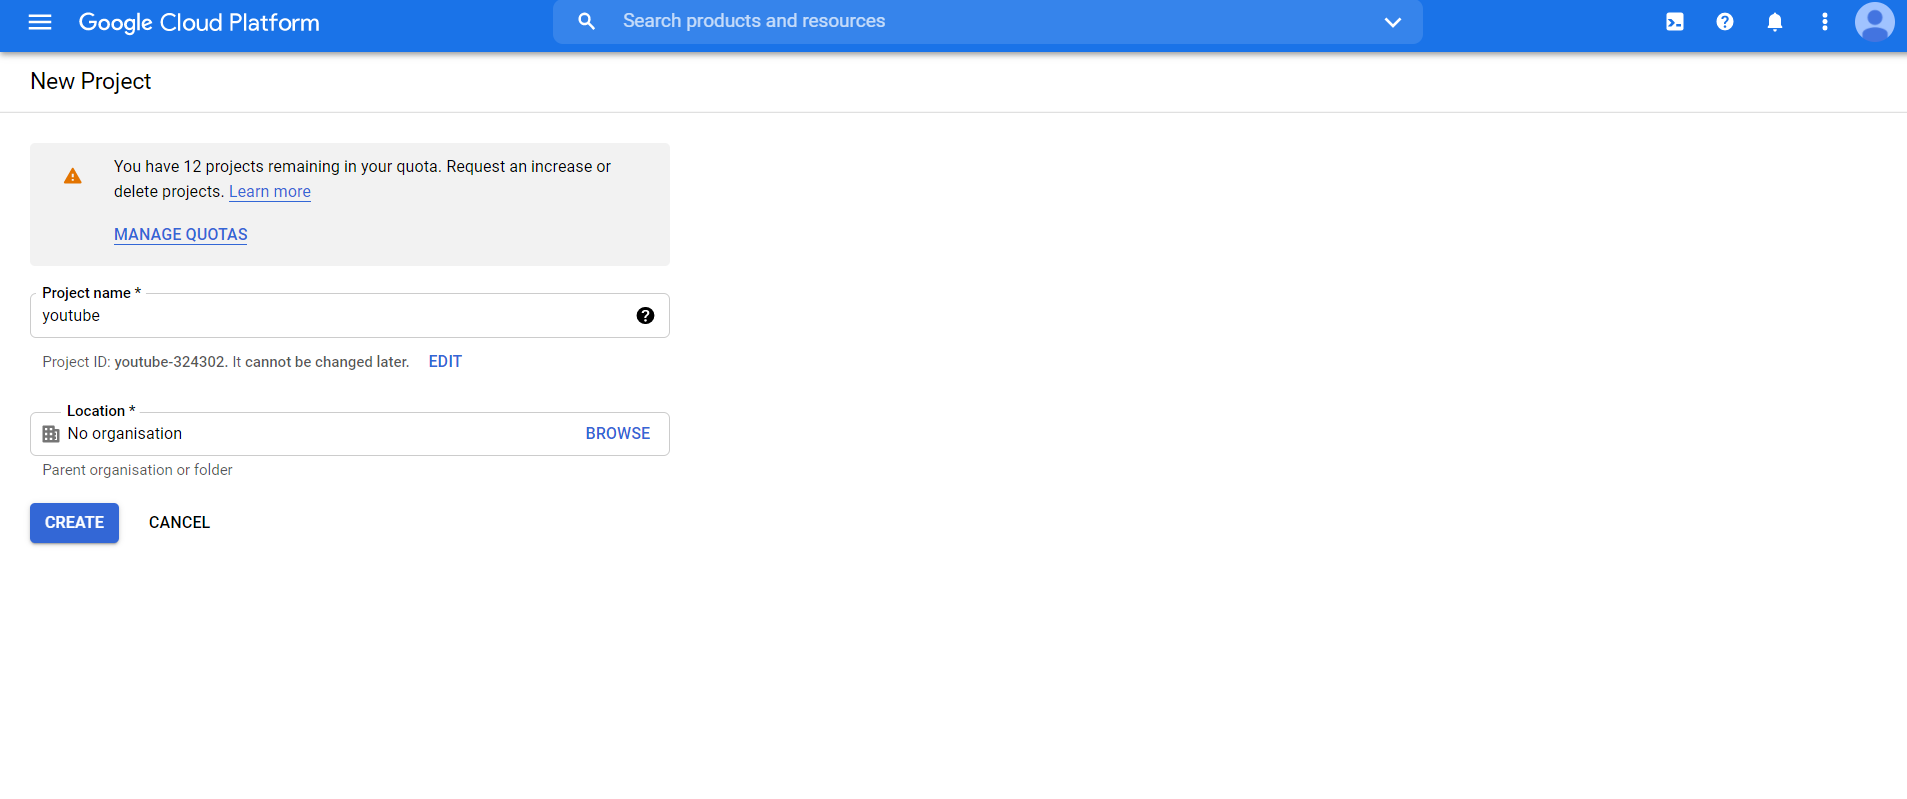 Google Cloud Platform
Search products and resources
New Project
You have 12 projects remaining in your quota. Request an increase or
delete projects. Learn more
MANAGE QUOTAS
Project name *
youtube
Project ID: youtube-324302. It cannot be changed later. EDIT
Location *
No organisation BROWSE
Parent organisation or folder
CREATE CANCEL